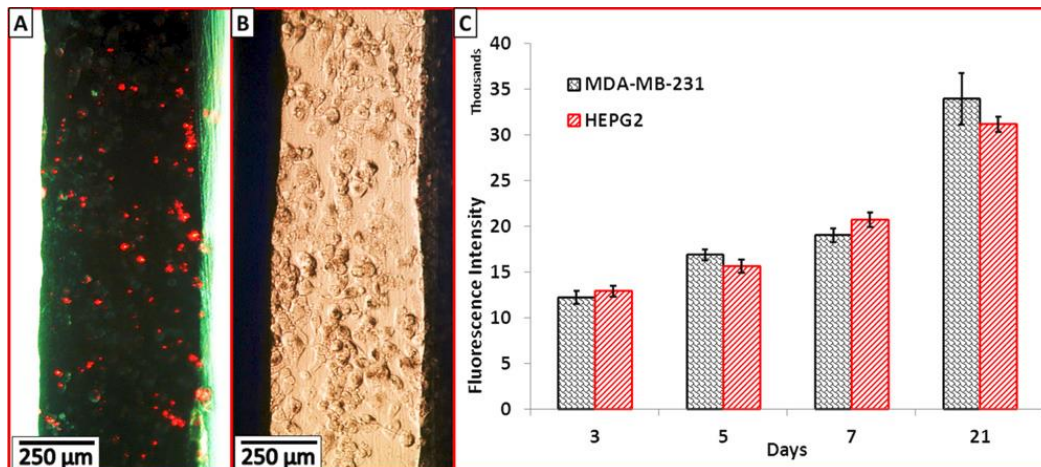 A
B
C
250 µm
250 µm
Thousands
Fluorescence Intensity
40
35
30
25
20
15
10
5
0
MDA-MB-231
HEPG2
3 5 7 21
Days